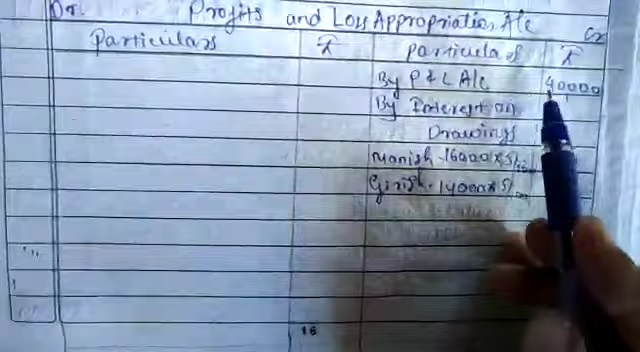 Dr. Profits and Loss Appropriation A/c Cr
Particulars ₹ Particulars ₹
By P & L A/c 40000
By Interest on
Drawings
Manish - 16000 x 5/100
Girish - 14000 x 5/100
16